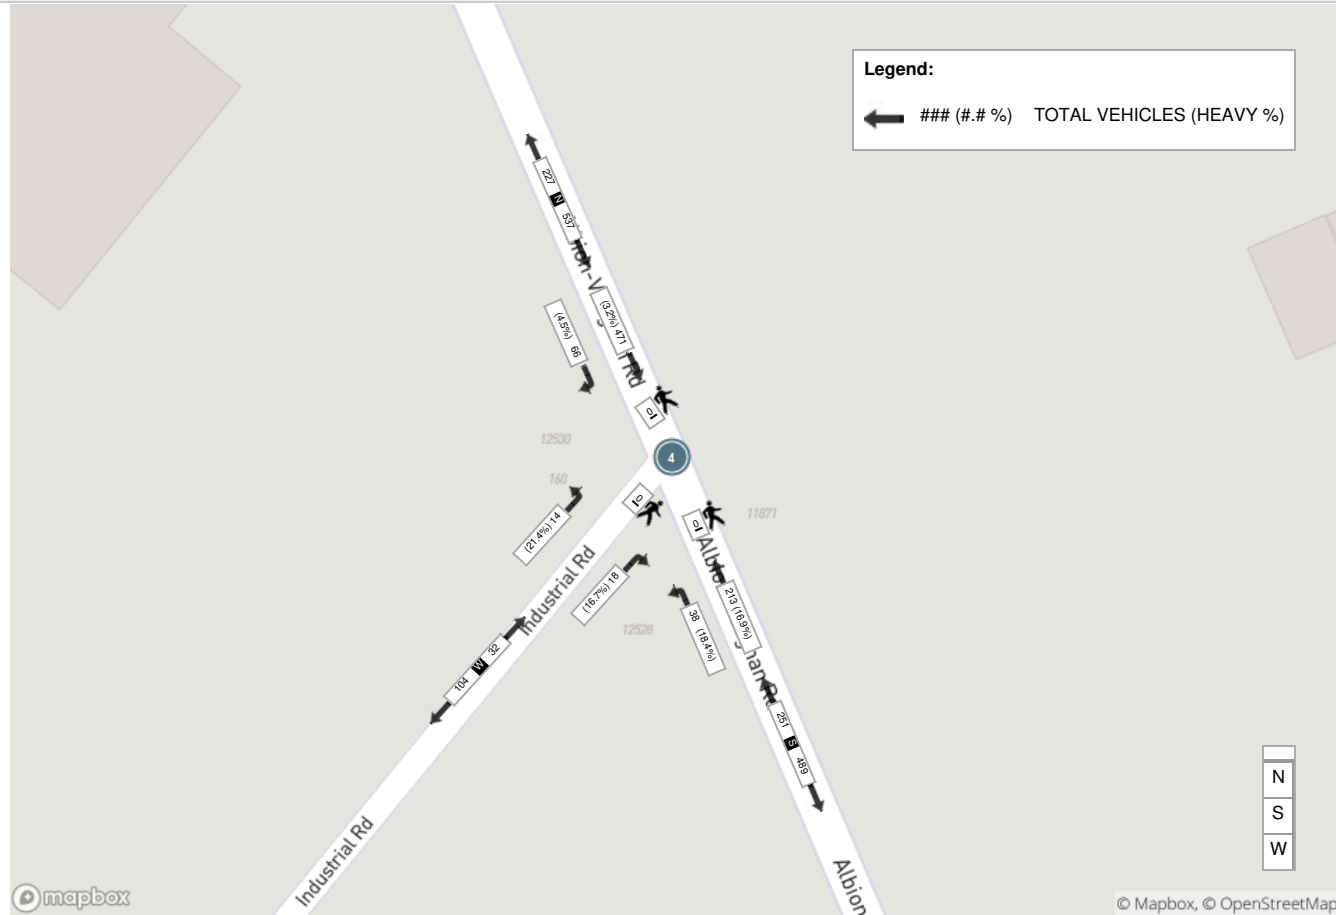 Legend:
### (#.# %) TOTAL VEHICLES (HEAVY %)
227 N 537
(4.5%) 66
(3.2%) 471
0
4
12530
160
(21.4%) 14
0
0
11871
Industrial Rd
(16.7%) 18
12528
38 (18.4%)
213 (16.9%)
104 W 32
251 S 489
N
S
W
Industrial Rd
Albion
mapbox
© Mapbox, © OpenStreetMap